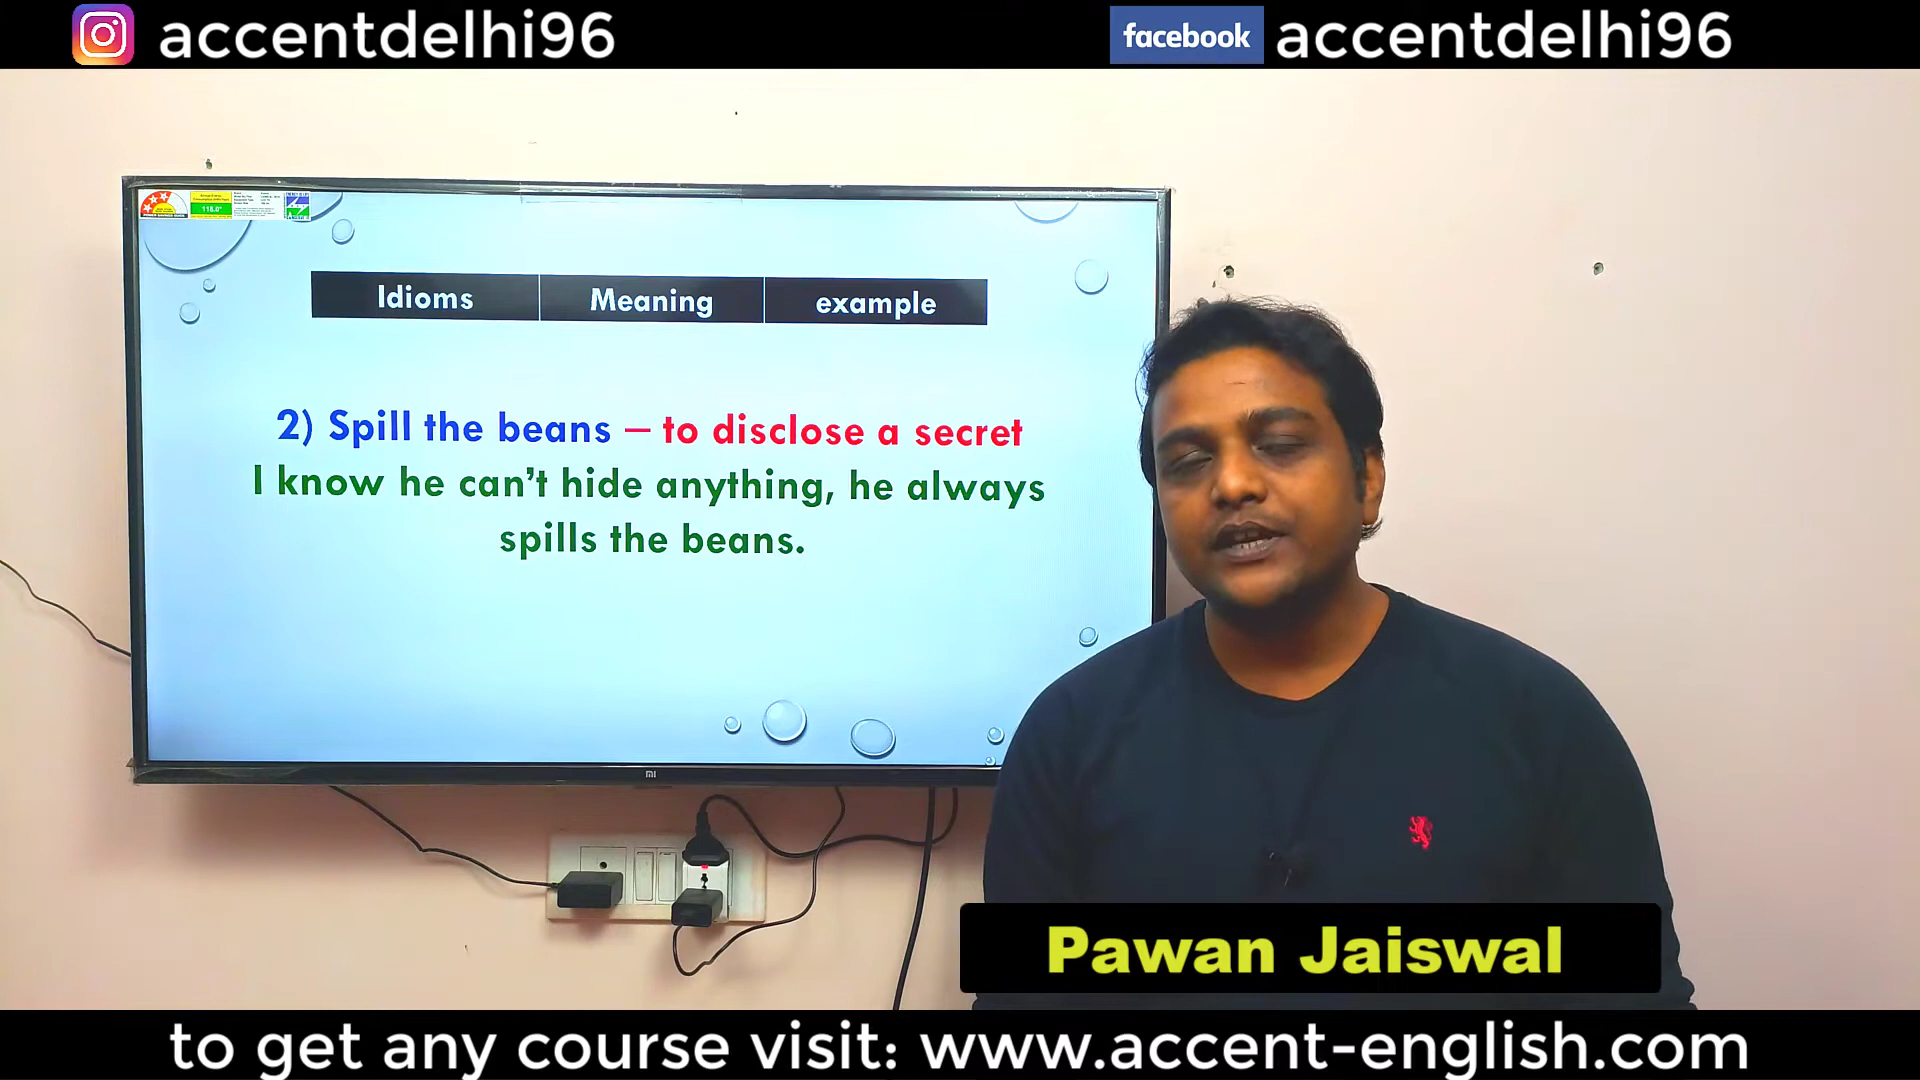 accentdelhi96
facebook accentdelhi96
Idioms Meaning example
2) Spill the beans – to disclose a secret
I know he can't hide anything, he always
spills the beans.
mi
Pawan Jaiswal
to get any course visit: www.accent-english.com